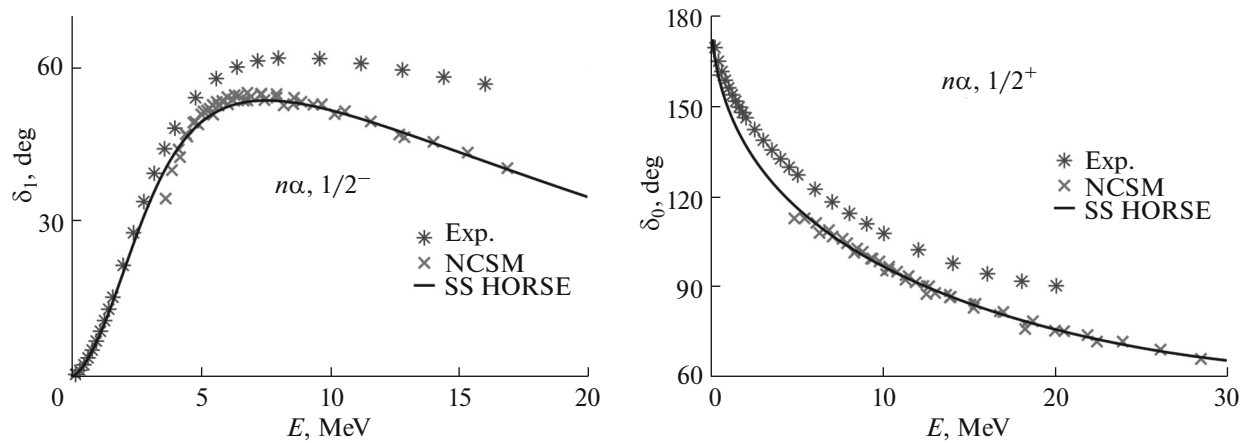 δ₁, deg
60
30
0
5
10
15
20
E, MeV
nα, 1/2⁻
Exp.
NCSM
SS HORSE
δ₀, deg
180
150
120
90
60
0
10
20
30
E, MeV
nα, 1/2⁺
Exp.
NCSM
SS HORSE